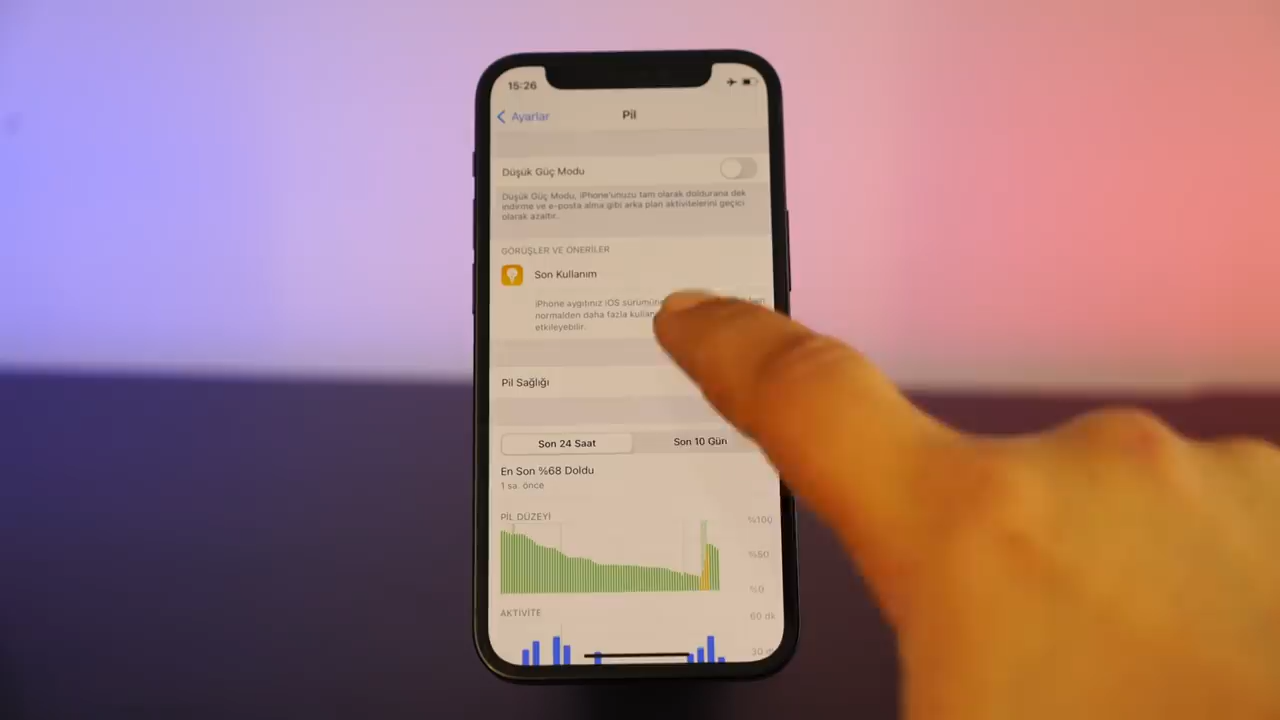 15:26
Ayarlar
Pil
Düşük Güç Modu
Düşük Güç Modu, iPhone'unuzu tam olarak doldurana dek
indirme ve e-posta alma gibi arka plan aktivitelerini geçici
olarak azaltır.
GÖRÜŞLER VE ÖNERİLER
Son Kullanım
iPhone aygıtınız iOS sürümüne
normalden daha fazla
etkileyebilir.
Pil Sağlığı
Son 24 Saat
Son 10 Gün
En Son %68 Doldu
1 sa. önce
PİL DÜZEYİ
%100
%50
%0
AKTİVİTE
60 dk
30